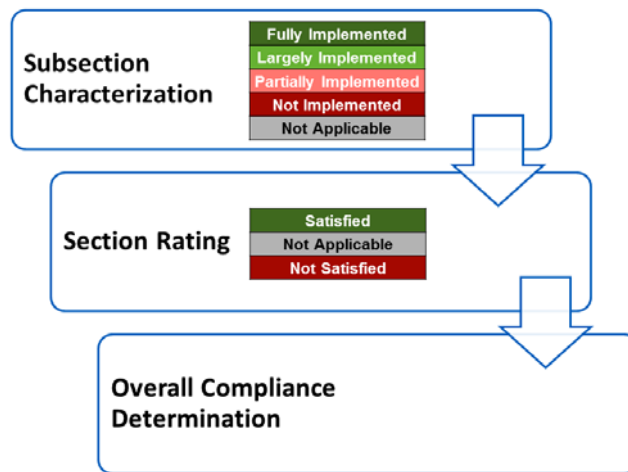 Subsection
Characterization
Fully Implemented
Largely Implemented
Partially Implemented
Not Implemented
Not Applicable
Section Rating
Satisfied
Not Applicable
Not Satisfied
Overall Compliance
Determination